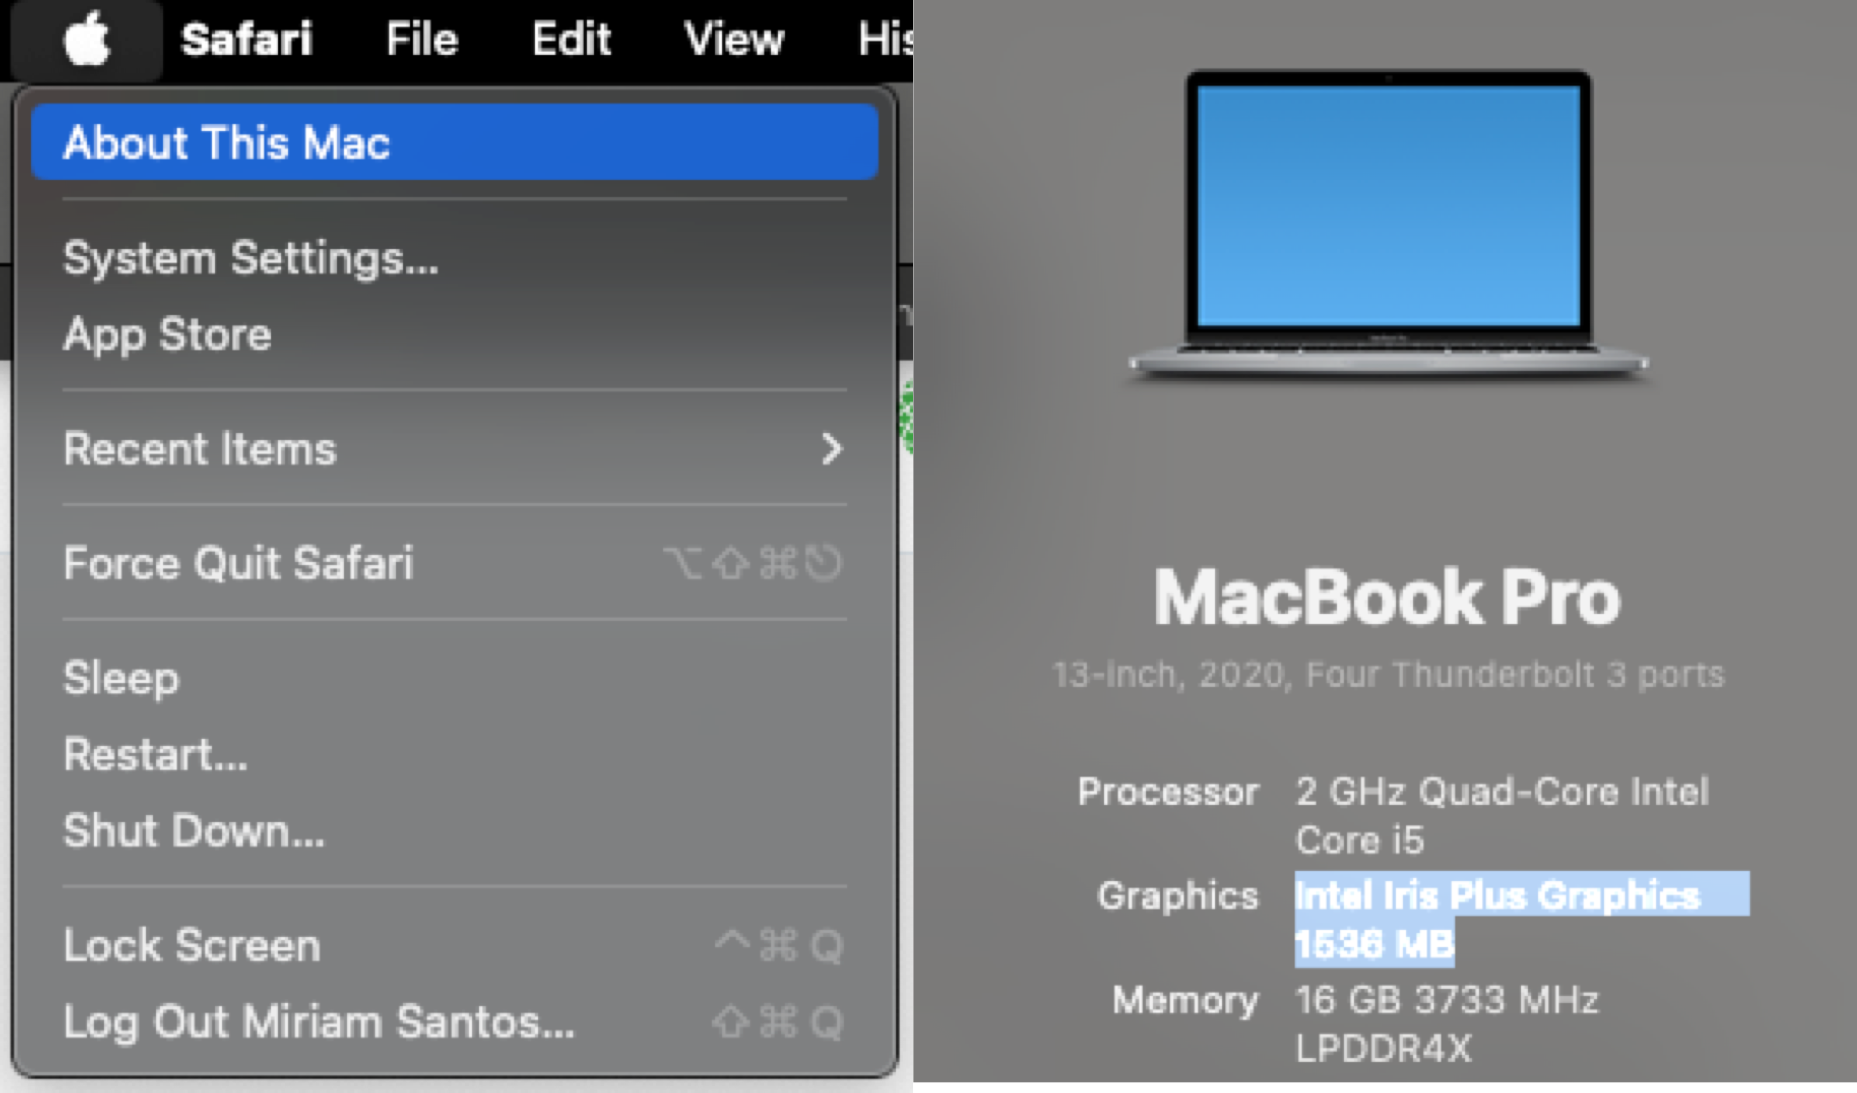 Safari File Edit View His
About This Mac
System Settings...
App Store
Recent Items
Force Quit Safari ⌥⇧⌘⎋
Sleep
Restart...
Shut Down...
Lock Screen ^⌘Q
Log Out Miriam Santos... ⇧⌘Q
MacBook Pro
13-inch, 2020, Four Thunderbolt 3 ports
Processor 2 GHz Quad-Core Intel
Core i5
Graphics Intel Iris Plus Graphics
1536 MB
Memory 16 GB 3733 MHz
LPDDR4X